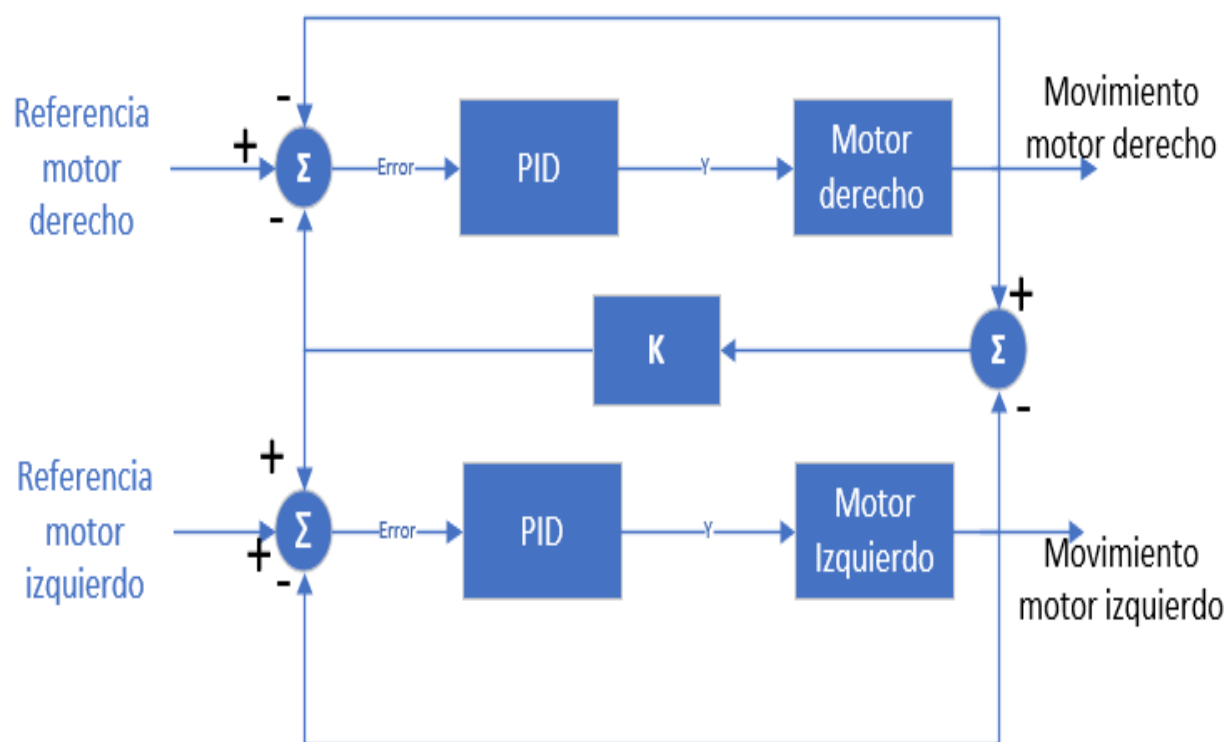 Movimiento
motor derecho
-
Referencia
motor
derecho
+
Σ
Error
PID
Y
Motor
derecho
-
+
K
Σ
-
+
Referencia
motor
izquierdo
+
Σ
-
Error
PID
Y
Motor
Izquierdo
Movimiento
motor izquierdo